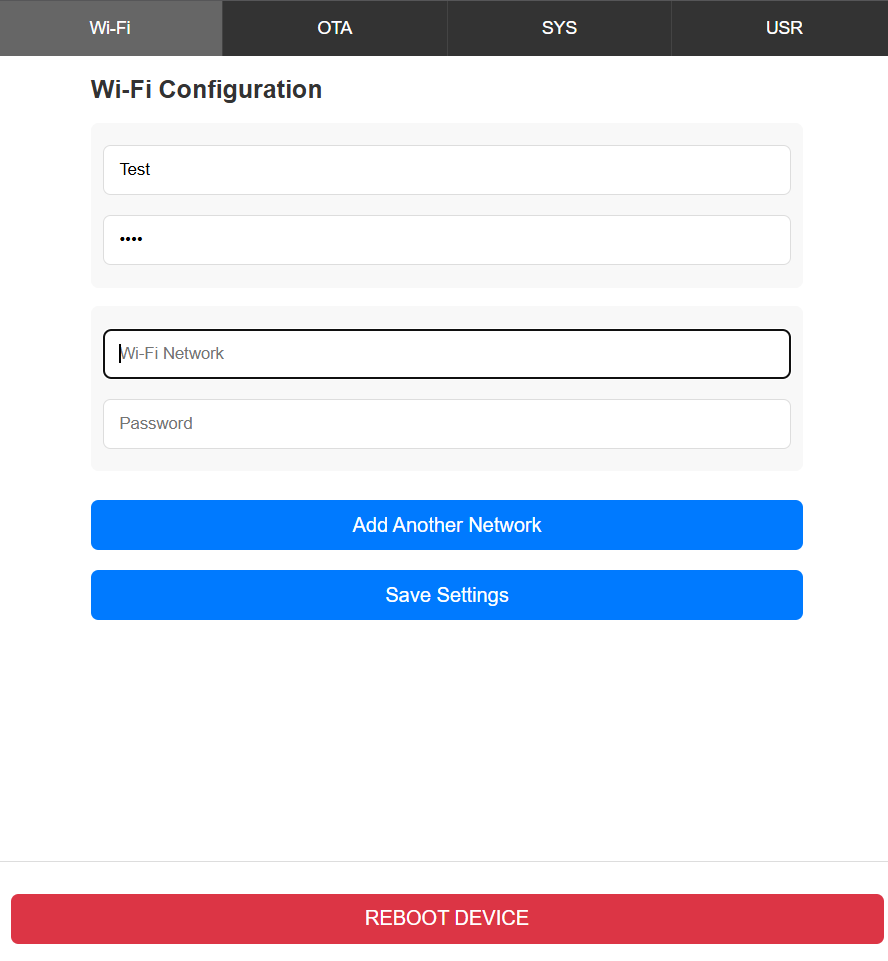 Wi-Fi OTA SYS USR
Wi-Fi Configuration
Test
••••
Wi-Fi Network
Password
Add Another Network
Save Settings
REBOOT DEVICE